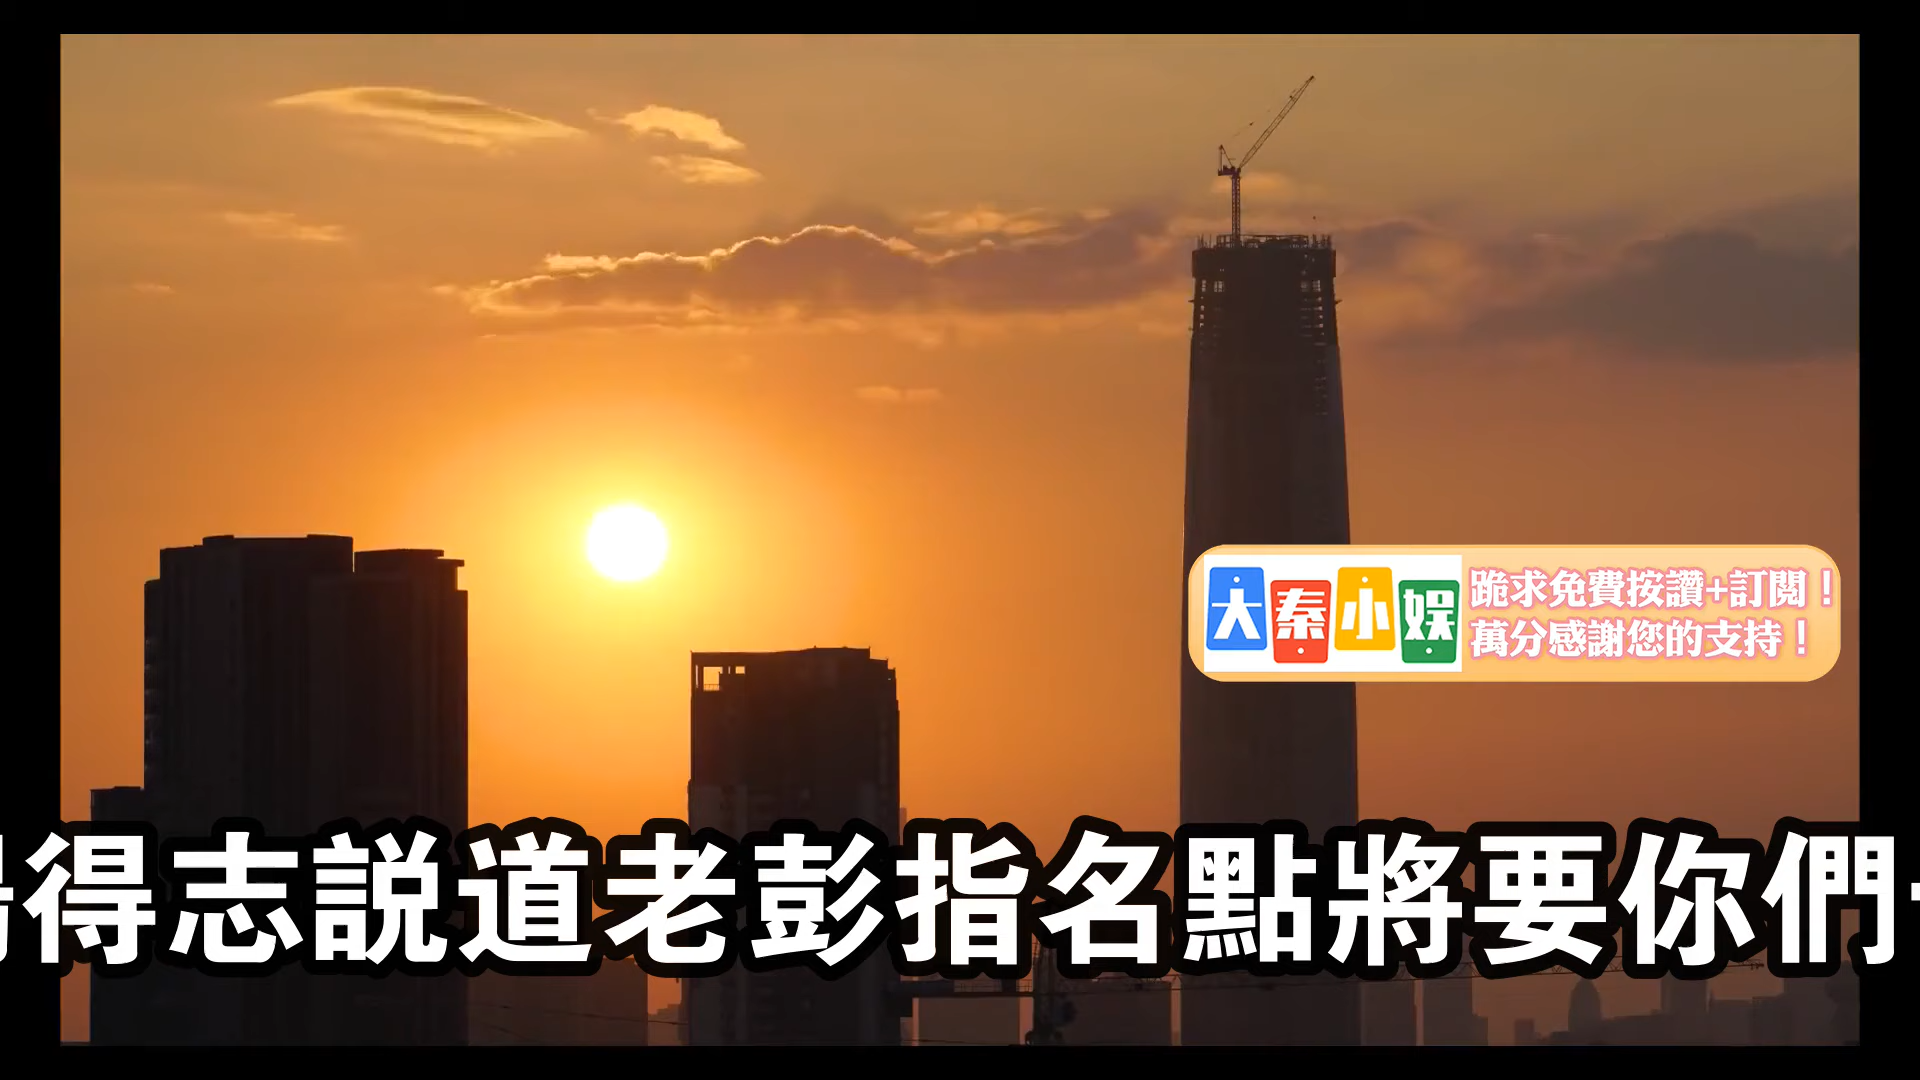 大秦小娱
跪求免費按讚+訂閱！
萬分感謝您的支持！
得志説道老彭指名點將要你們